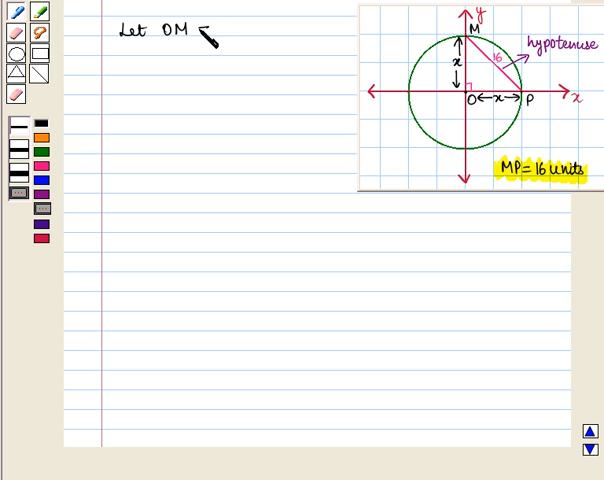 Let OM
y
M
hypotenuse
16
x
O x P x
MP = 16 units